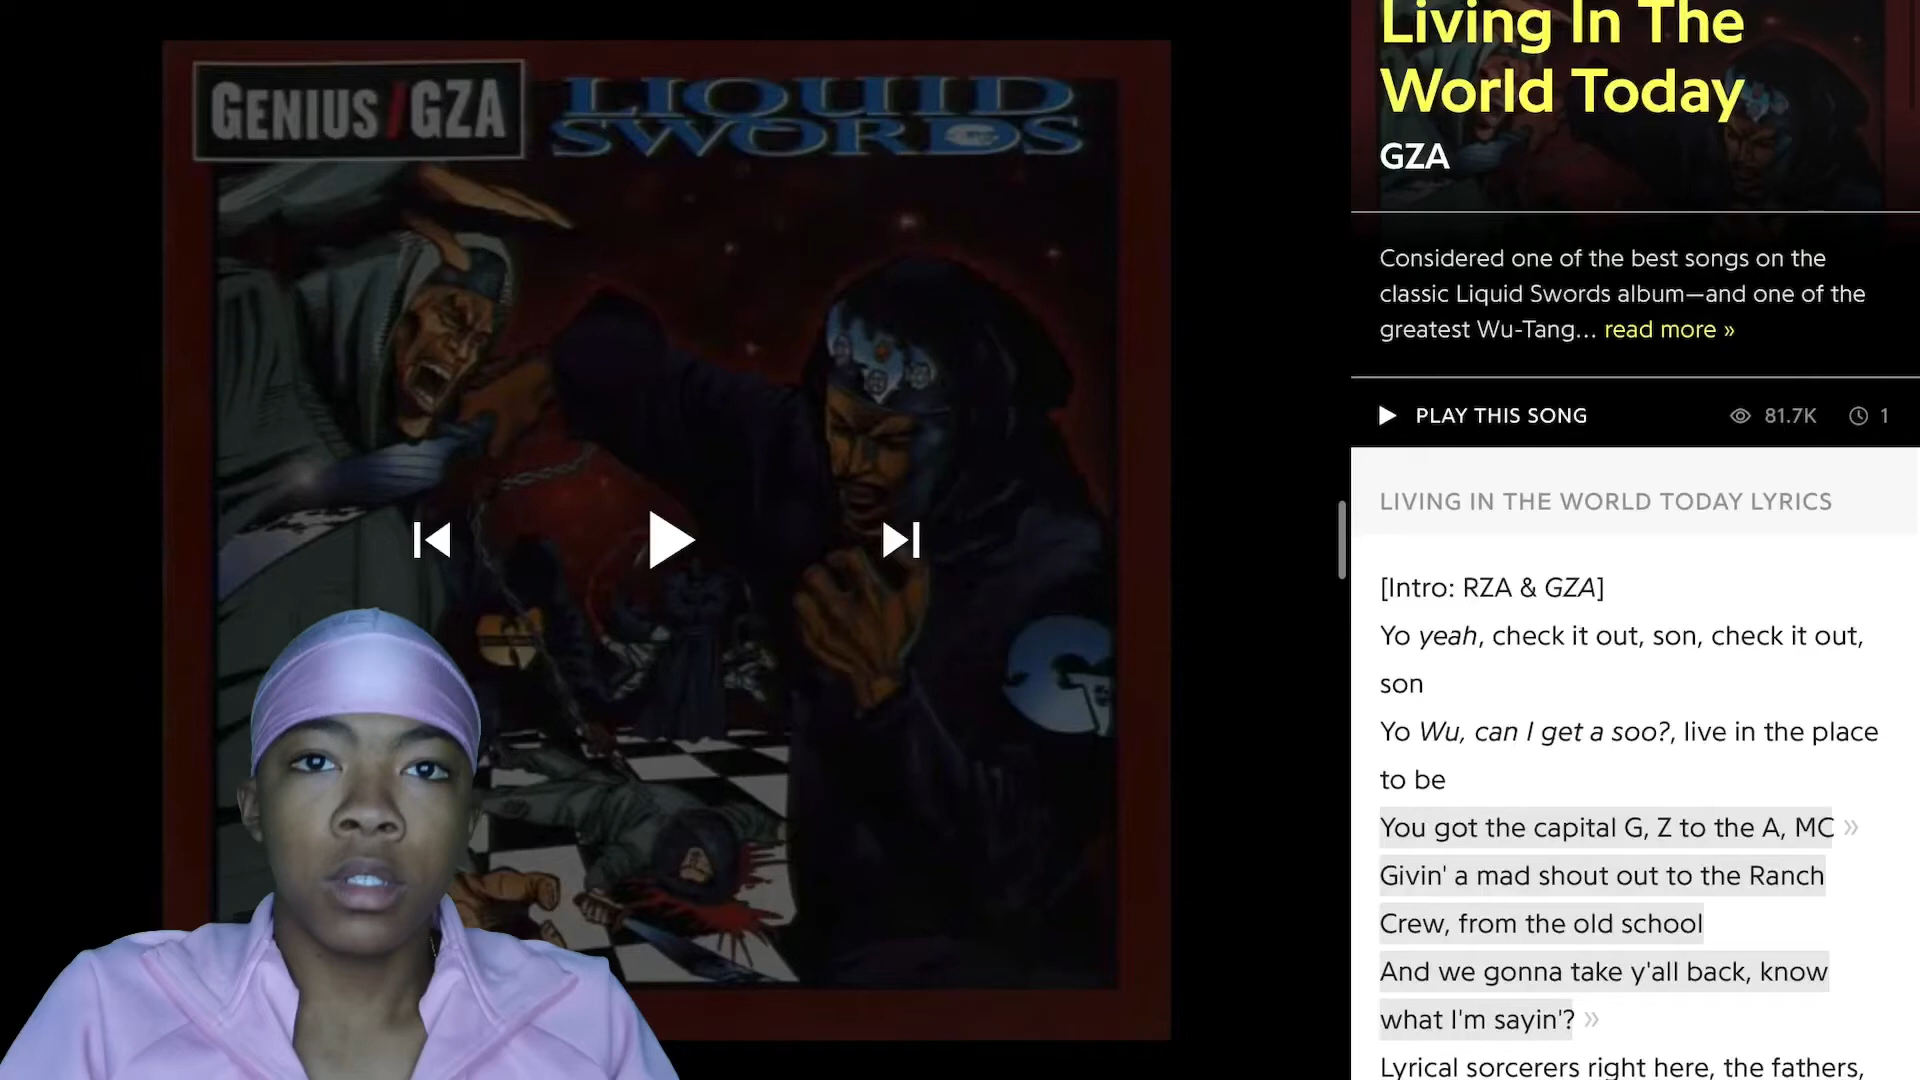 GENIUS/GZA
LIQUID
SWORDS
Living In The
World Today
GZA
Considered one of the best songs on the
classic Liquid Swords album—and one of the
greatest Wu-Tang... read more »
PLAY THIS SONG 81.7K 1
LIVING IN THE WORLD TODAY LYRICS
[Intro: RZA & GZA]
Yo yeah, check it out, son, check it out,
son
Yo Wu, can I get a soo?, live in the place
to be
You got the capital G, Z to the A, MC »
Givin' a mad shout out to the Ranch
Crew, from the old school
And we gonna take y'all back, know
what I'm sayin'? »
Lyrical sorcerers right here, the fathers,